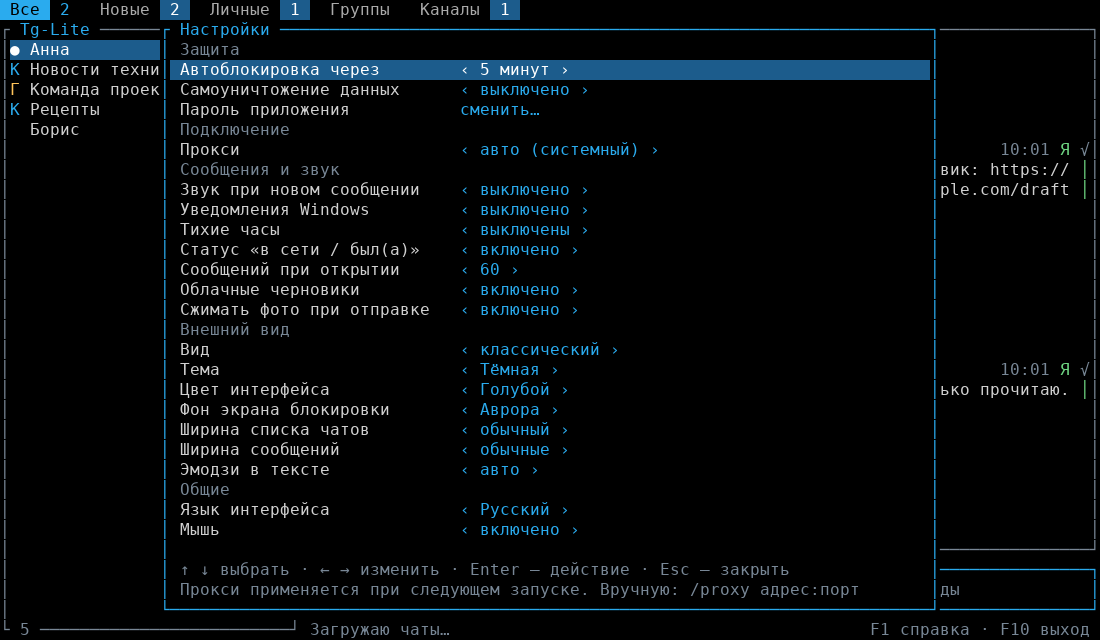 Все 2 Новые 2 Личные 1 Группы Каналы 1
Tg-Lite Настройки
● Анна Защита
К Новости техни Автоблокировка через ‹ 5 минут ›
Г Команда проек Самоуничтожение данных ‹ выключено ›
К Рецепты Пароль приложения сменить…
Борис Подключение
Прокси ‹ авто (системный) › 10:01 Я √
Сообщения и звук вик: https://
Звук при новом сообщении ‹ выключено › ple.com/draft
Уведомления Windows ‹ выключено ›
Тихие часы ‹ выключены ›
Статус «в сети / был(а)» ‹ включено ›
Сообщений при открытии ‹ 60 ›
Облачные черновики ‹ включено ›
Сжимать фото при отправке ‹ включено ›
Внешний вид
Вид ‹ классический ›
Тема ‹ Тёмная › 10:01 Я √
Цвет интерфейса ‹ Голубой › ько прочитаю.
Фон экрана блокировки ‹ Аврора ›
Ширина списка чатов ‹ обычный ›
Ширина сообщений ‹ обычные ›
Эмодзи в тексте ‹ авто ›
Общие
Язык интерфейса ‹ Русский ›
Мышь ‹ включено ›
↑ ↓ выбрать · ← → изменить · Enter — действие · Esc — закрыть
Прокси применяется при следующем запуске. Вручную: /proxy адрес:порт ды
5 Загружаю чаты… F1 справка · F10 выход